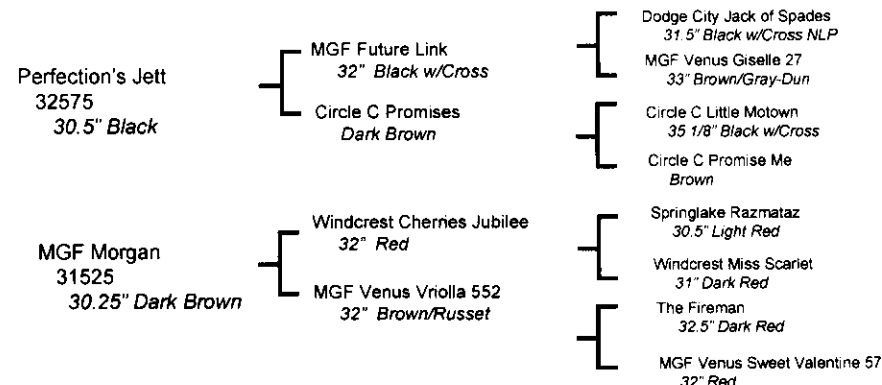 Perfection's Jett
32575
30.5" Black
MGF Future Link
32" Black w/Cross
Circle C Promises
Dark Brown
Dodge City Jack of Spades
31.5" Black w/Cross NLP
MGF Venus Giselle 27
33" Brown/Gray-Dun
Circle C Little Motown
35 1/8" Black w/Cross
Circle C Promise Me
Brown
MGF Morgan
31525
30.25" Dark Brown
Windcrest Cherries Jubilee
32" Red
MGF Venus Vriolla 552
32" Brown/Russet
Springlake Razmataz
30.5" Light Red
Windcrest Miss Scarlet
31" Dark Red
The Fireman
32.5" Dark Red
MGF Venus Sweet Valentine 57
32" Red